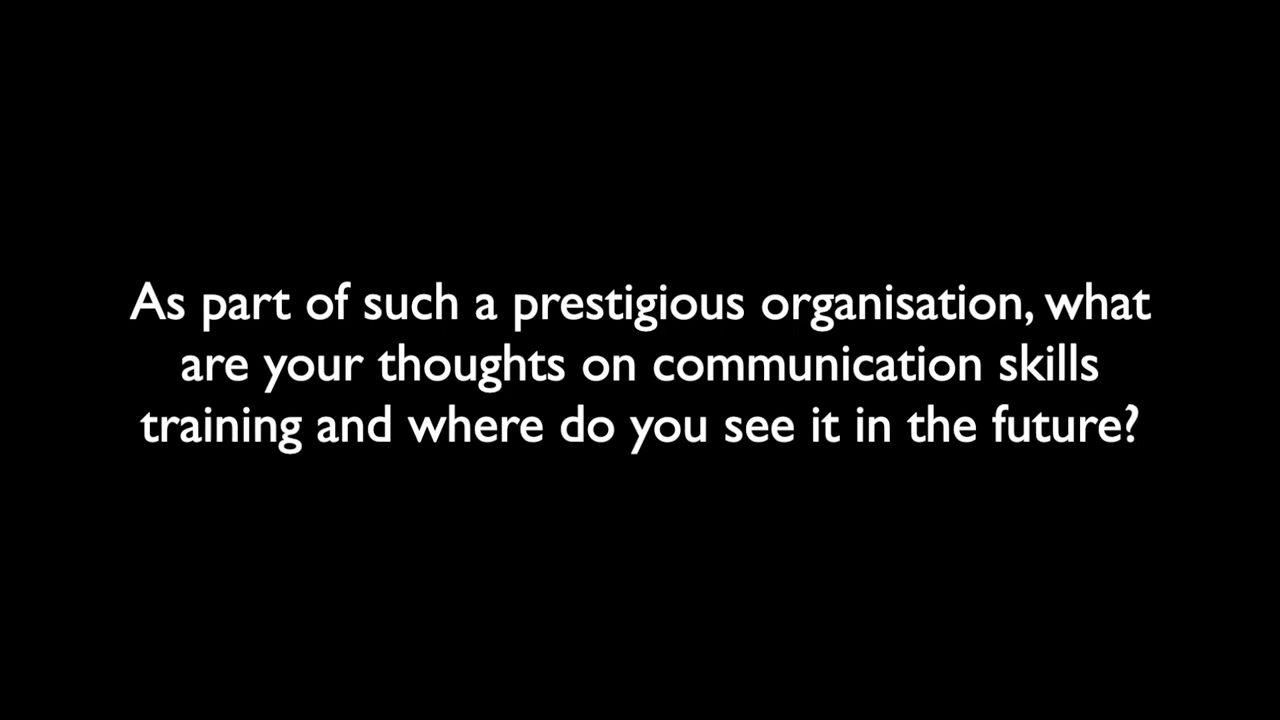 As part of such a prestigious organisation, what
are your thoughts on communication skills
training and where do you see it in the future?